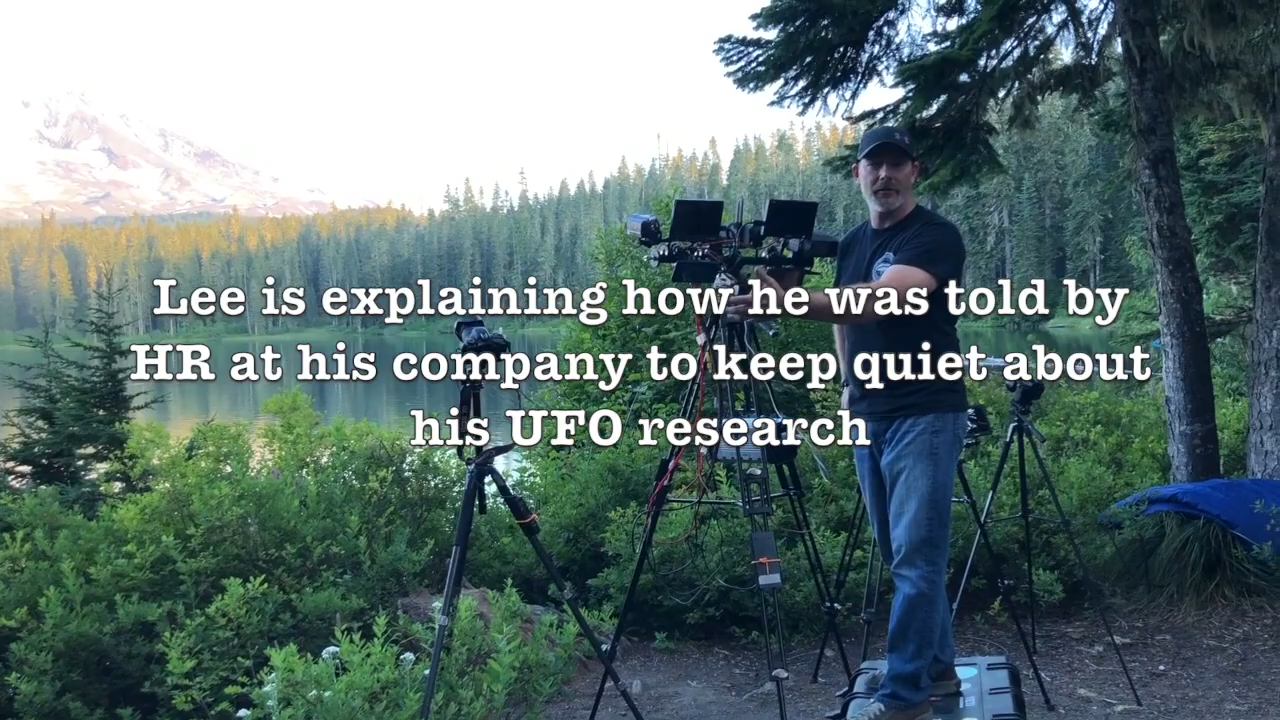 Lee is explaining how he was told by
HR at his company to keep quiet about
his UFO research